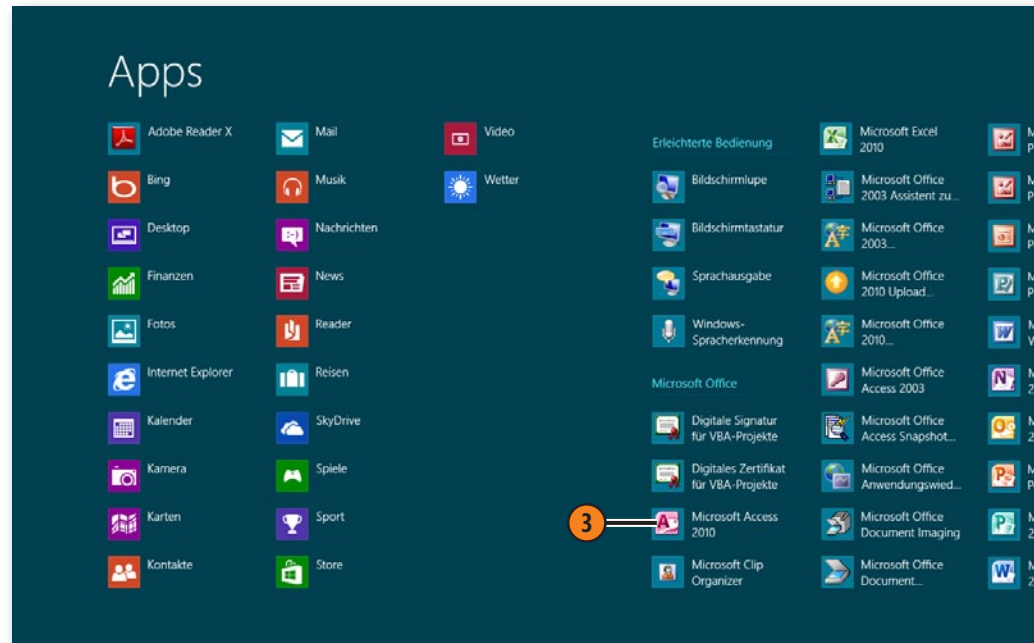 Apps
Adobe Reader X
Bing
Desktop
Finanzen
Fotos
Internet Explorer
Kalender
Kamera
Karten
Kontakte
Mail
Musik
Nachrichten
News
Reader
Reisen
SkyDrive
Spiele
Sport
Store
Video
Wetter
Erleichterte Bedienung
Bildschirmlupe
Bildschirmtastatur
Sprachausgabe
Windows-
Spracherkennung
Microsoft Office
Digitale Signatur
für VBA-Projekte
Digitales Zertifikat
für VBA-Projekte
3
Microsoft Access
2010
Microsoft Clip
Organizer
Microsoft Excel
2010
Microsoft Office
2003 Assistent zu...
Microsoft Office
2003...
Microsoft Office
2010 Upload...
Microsoft Office
2010...
Microsoft Office
Access 2003
Microsoft Office
Access Snapshot...
Microsoft Office
Anwendungswied...
Microsoft Office
Document Imaging
Microsoft Office
Document...